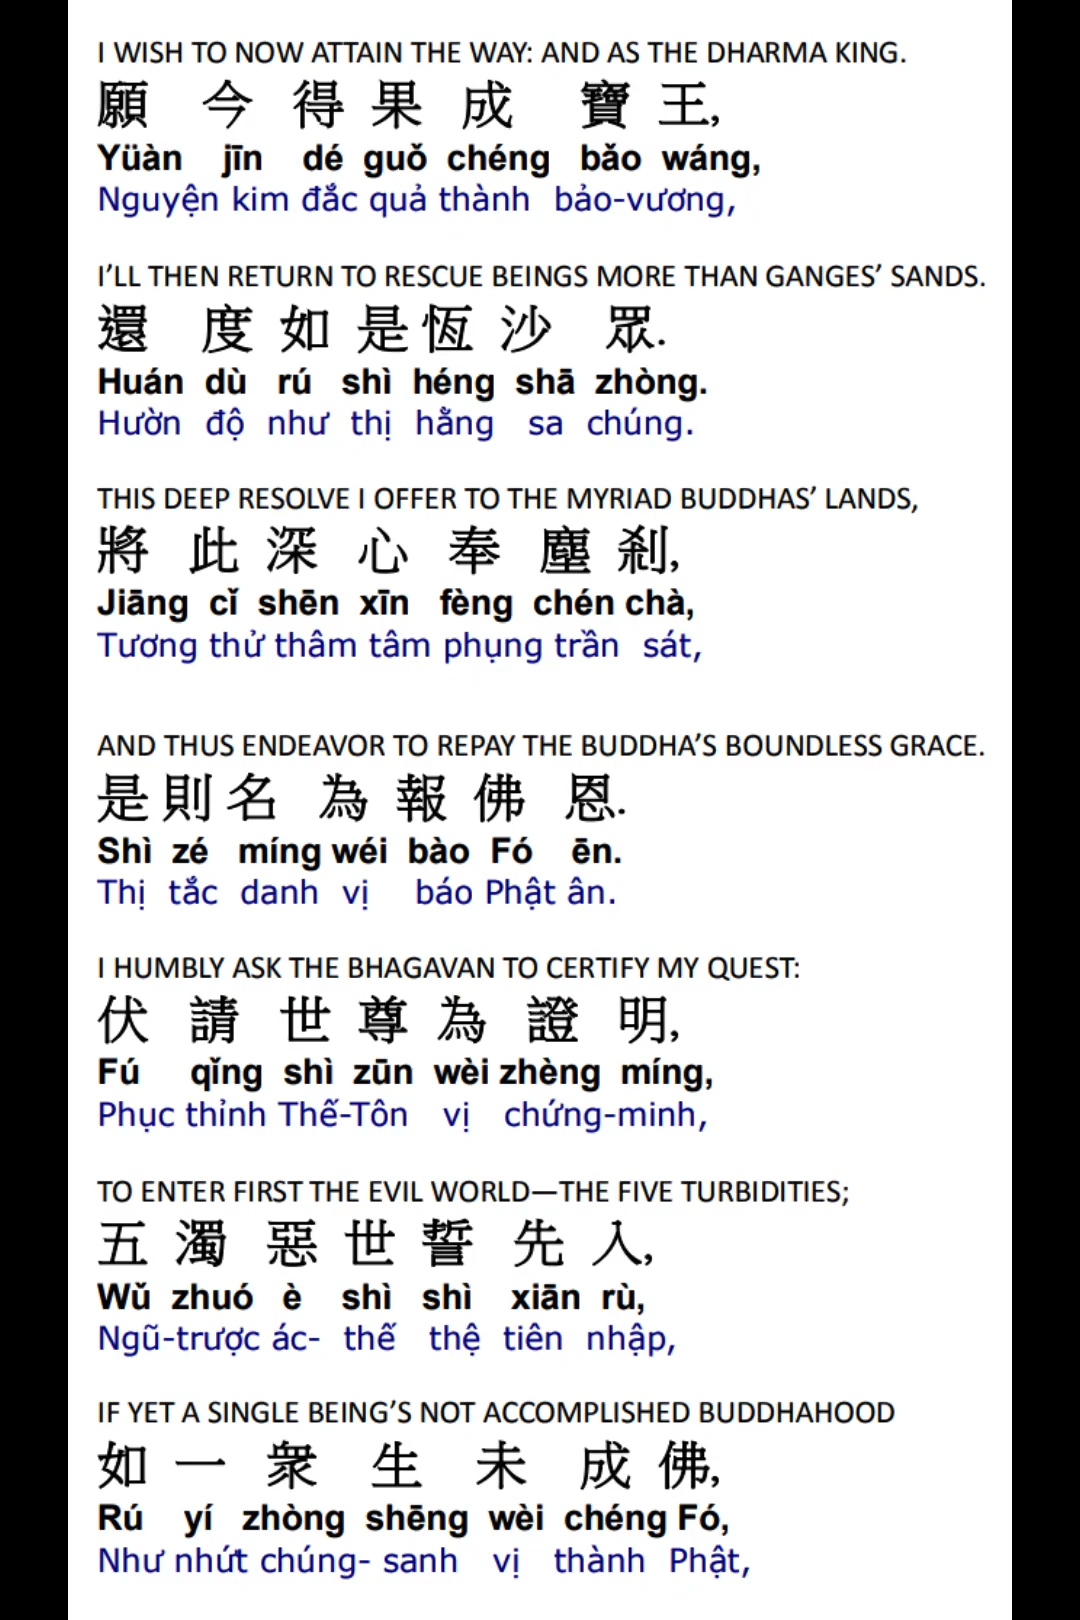 I WISH TO NOW ATTAIN THE WAY: AND AS THE DHARMA KING.
願 今 得 果 成 寶 王,
Yüàn jīn dé guǒ chéng bǎo wáng,
Nguyện kim đắc quả thành bảo-vương,
I’LL THEN RETURN TO RESCUE BEINGS MORE THAN GANGES’ SANDS.
還 度 如 是 恆 沙 眾.
Huán dù rú shì héng shā zhòng.
Hườn độ như thị hằng sa chúng.
THIS DEEP RESOLVE I OFFER TO THE MYRIAD BUDDHAS’ LANDS,
將 此 深 心 奉 塵 剎,
Jiāng cǐ shēn xīn fèng chén chà,
Tương thử thâm tâm phụng trần sát,
AND THUS ENDEAVOR TO REPAY THE BUDDHA’S BOUNDLESS GRACE.
是 則 名 為 報 佛 恩.
Shì zé míng wéi bào Fó ēn.
Thị tắc danh vị báo Phật ân.
I HUMBLY ASK THE BHAGAVAN TO CERTIFY MY QUEST:
伏 請 世 尊 為 證 明,
Fú qǐng shì zūn wèi zhèng míng,
Phục thỉnh Thế-Tôn vị chứng-minh,
TO ENTER FIRST THE EVIL WORLD—THE FIVE TURBIDITIES;
五 濁 惡 世 誓 先 入,
Wǔ zhuó è shì shì xiān rù,
Ngũ-trược ác- thế thệ tiên nhập,
IF YET A SINGLE BEING’S NOT ACCOMPLISHED BUDDHAHOOD
如 一 衆 生 未 成 佛,
Rú yí zhòng shēng wèi chéng Fó,
Như nhứt chúng- sanh vị thành Phật,